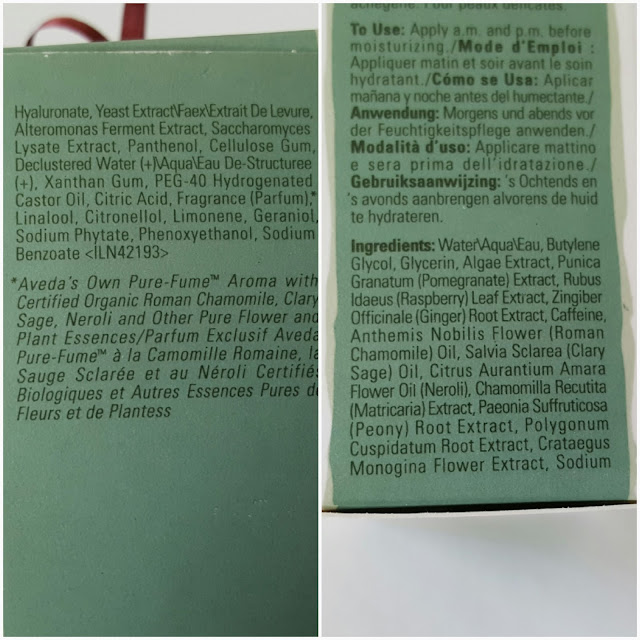 Hyaluronate, Yeast Extract\Faex\Extrait De Levure,
Alteromonas Ferment Extract, Saccharomyces
Lysate Extract, Panthenol, Cellulose Gum,
Declustered Water (+)\Aqua\Eau De-Structuree
(+), Xanthan Gum, PEG-40 Hydrogenated
Castor Oil, Citric Acid, Fragrance (Parfum),*
Linalool, Citronellol, Limonene, Geraniol,
Sodium Phytate, Phenoxyethanol, Sodium
Benzoate <ILN42193>
*Aveda's Own Pure-Fume™ Aroma with
Certified Organic Roman Chamomile, Clary
Sage, Neroli and Other Pure Flower and
Plant Essences/Parfum Exclusif Aveda
Pure-Fume™ à la Camomille Romaine, la
Sauge Sclarée et au Néroli Certifiés
Biologiques et Autres Essences Pures de
Fleurs et de Plantess
acnégène. Pour peaux délicates.
To Use: Apply a.m. and p.m. before
moisturizing./Mode d'Emploi :
Appliquer matin et soir avant le soin
hydratant./Cómo se Usa: Aplicar
mañana y noche antes del humectante./
Anwendung: Morgens und abends vor
der Feuchtigkeitspflege anwenden./
Modalità d'uso: Applicare mattino
e sera prima dell'idratazione./
Gebruiksaanwijzing: 's Ochtends en
's avonds aanbrengen alvorens de huid
te hydrateren.
Ingredients: Water\Aqua\Eau, Butylene
Glycol, Glycerin, Algae Extract, Punica
Granatum (Pomegranate) Extract, Rubus
Idaeus (Raspberry) Leaf Extract, Zingiber
Officinale (Ginger) Root Extract, Caffeine,
Anthemis Nobilis Flower (Roman
Chamomile) Oil, Salvia Sclarea (Clary
Sage) Oil, Citrus Aurantium Amara
Flower Oil (Neroli), Chamomilla Recutita
(Matricaria) Extract, Paeonia Suffruticosa
(Peony) Root Extract, Polygonum
Cuspidatum Root Extract, Crataegus
Monogina Flower Extract, Sodium